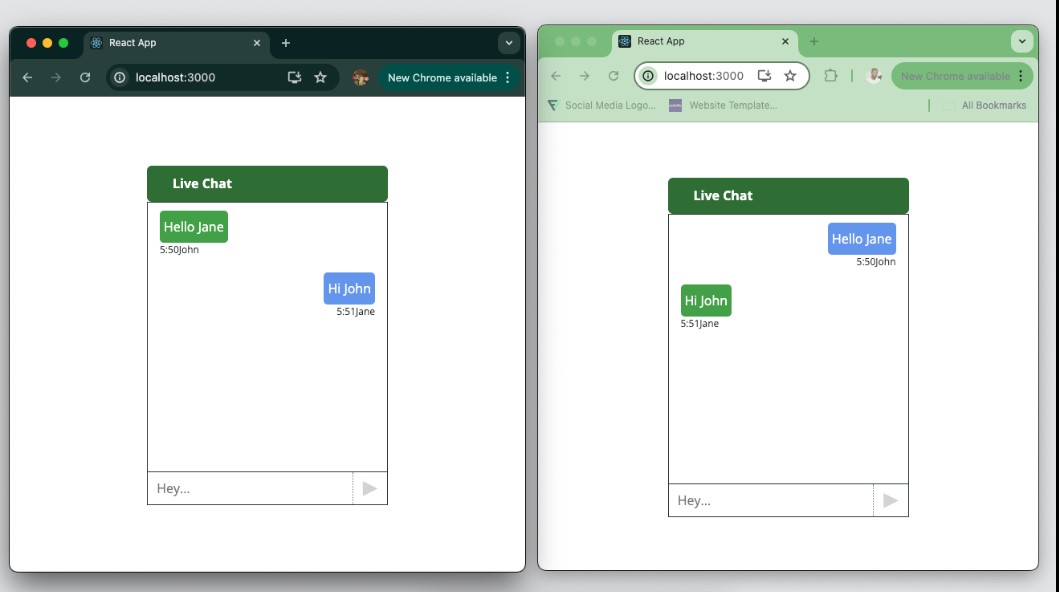 React App
localhost:3000
New Chrome available
Live Chat
Hello Jane
5:50John
Hi John
5:51Jane
Hey...
React App
localhost:3000
New Chrome available
Social Media Logo...
Website Template...
All Bookmarks
Live Chat
Hello Jane
5:50John
Hi John
5:51Jane
Hey...